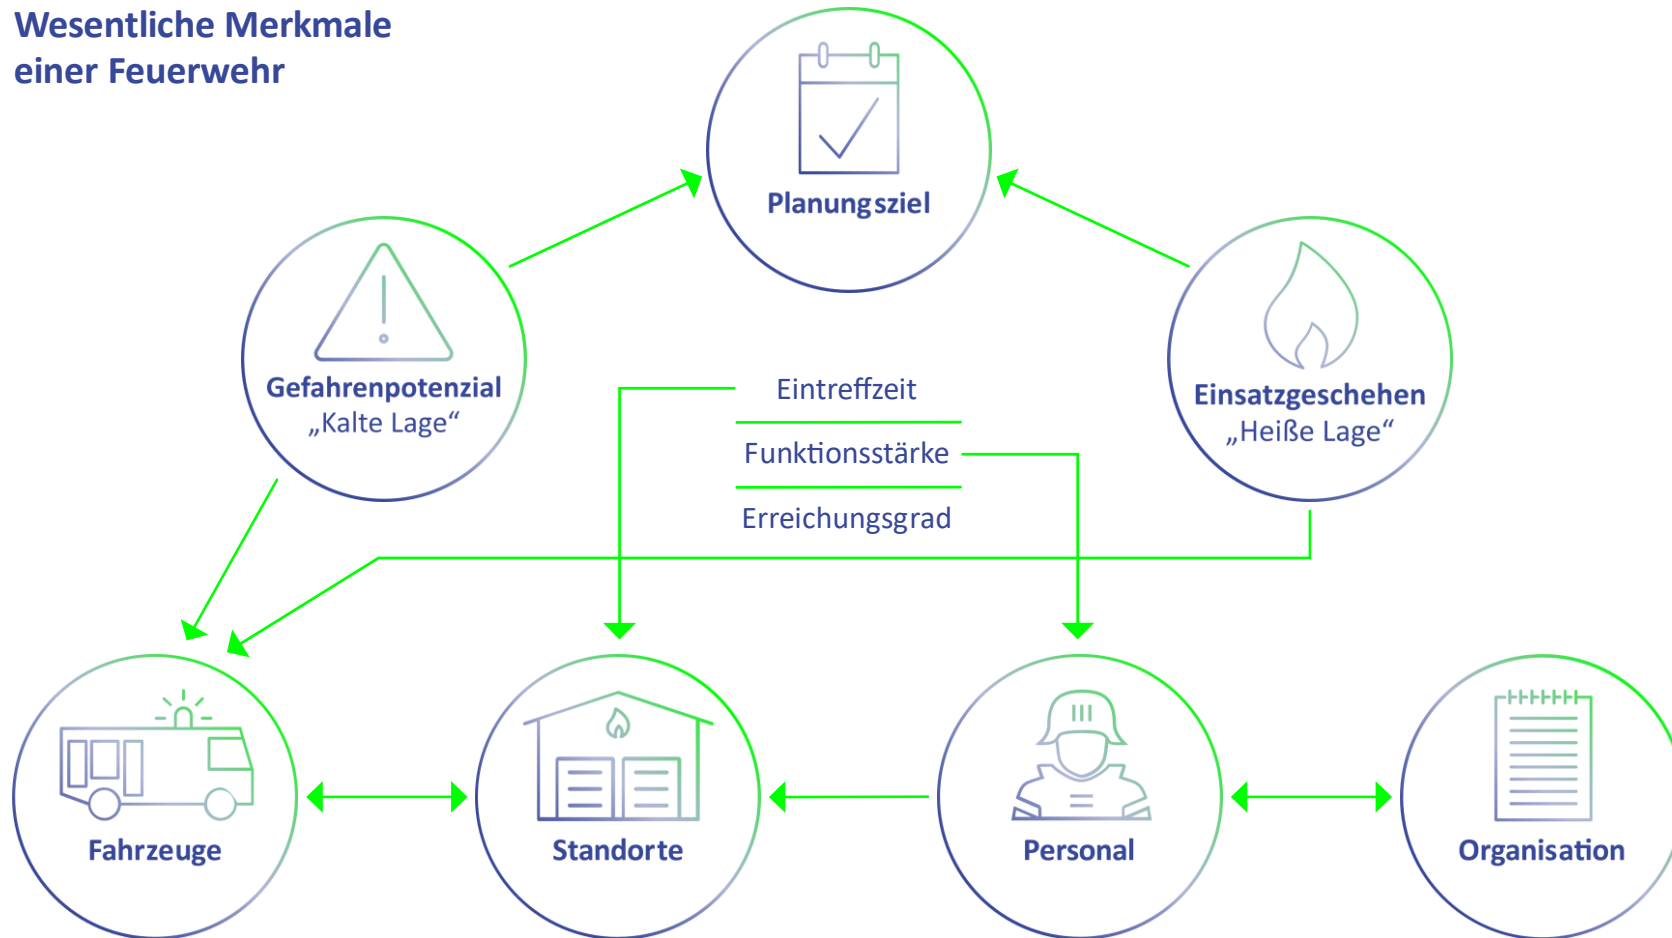 Wesentliche Merkmale
einer Feuerwehr
Planungsziel
Gefahrenpotenzial
„Kalte Lage“
Einsatzgeschehen
„Heiße Lage“
Eintreffzeit
Funktionsstärke
Erreichungsgrad
Fahrzeuge
Standorte
Personal
Organisation